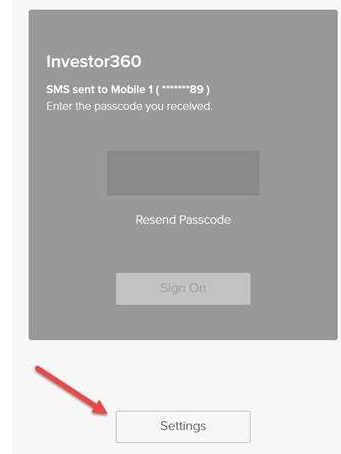 Investor360
SMS sent to Mobile 1 ( *******89 )
Enter the passcode you received.
Resend Passcode
Sign On
Settings